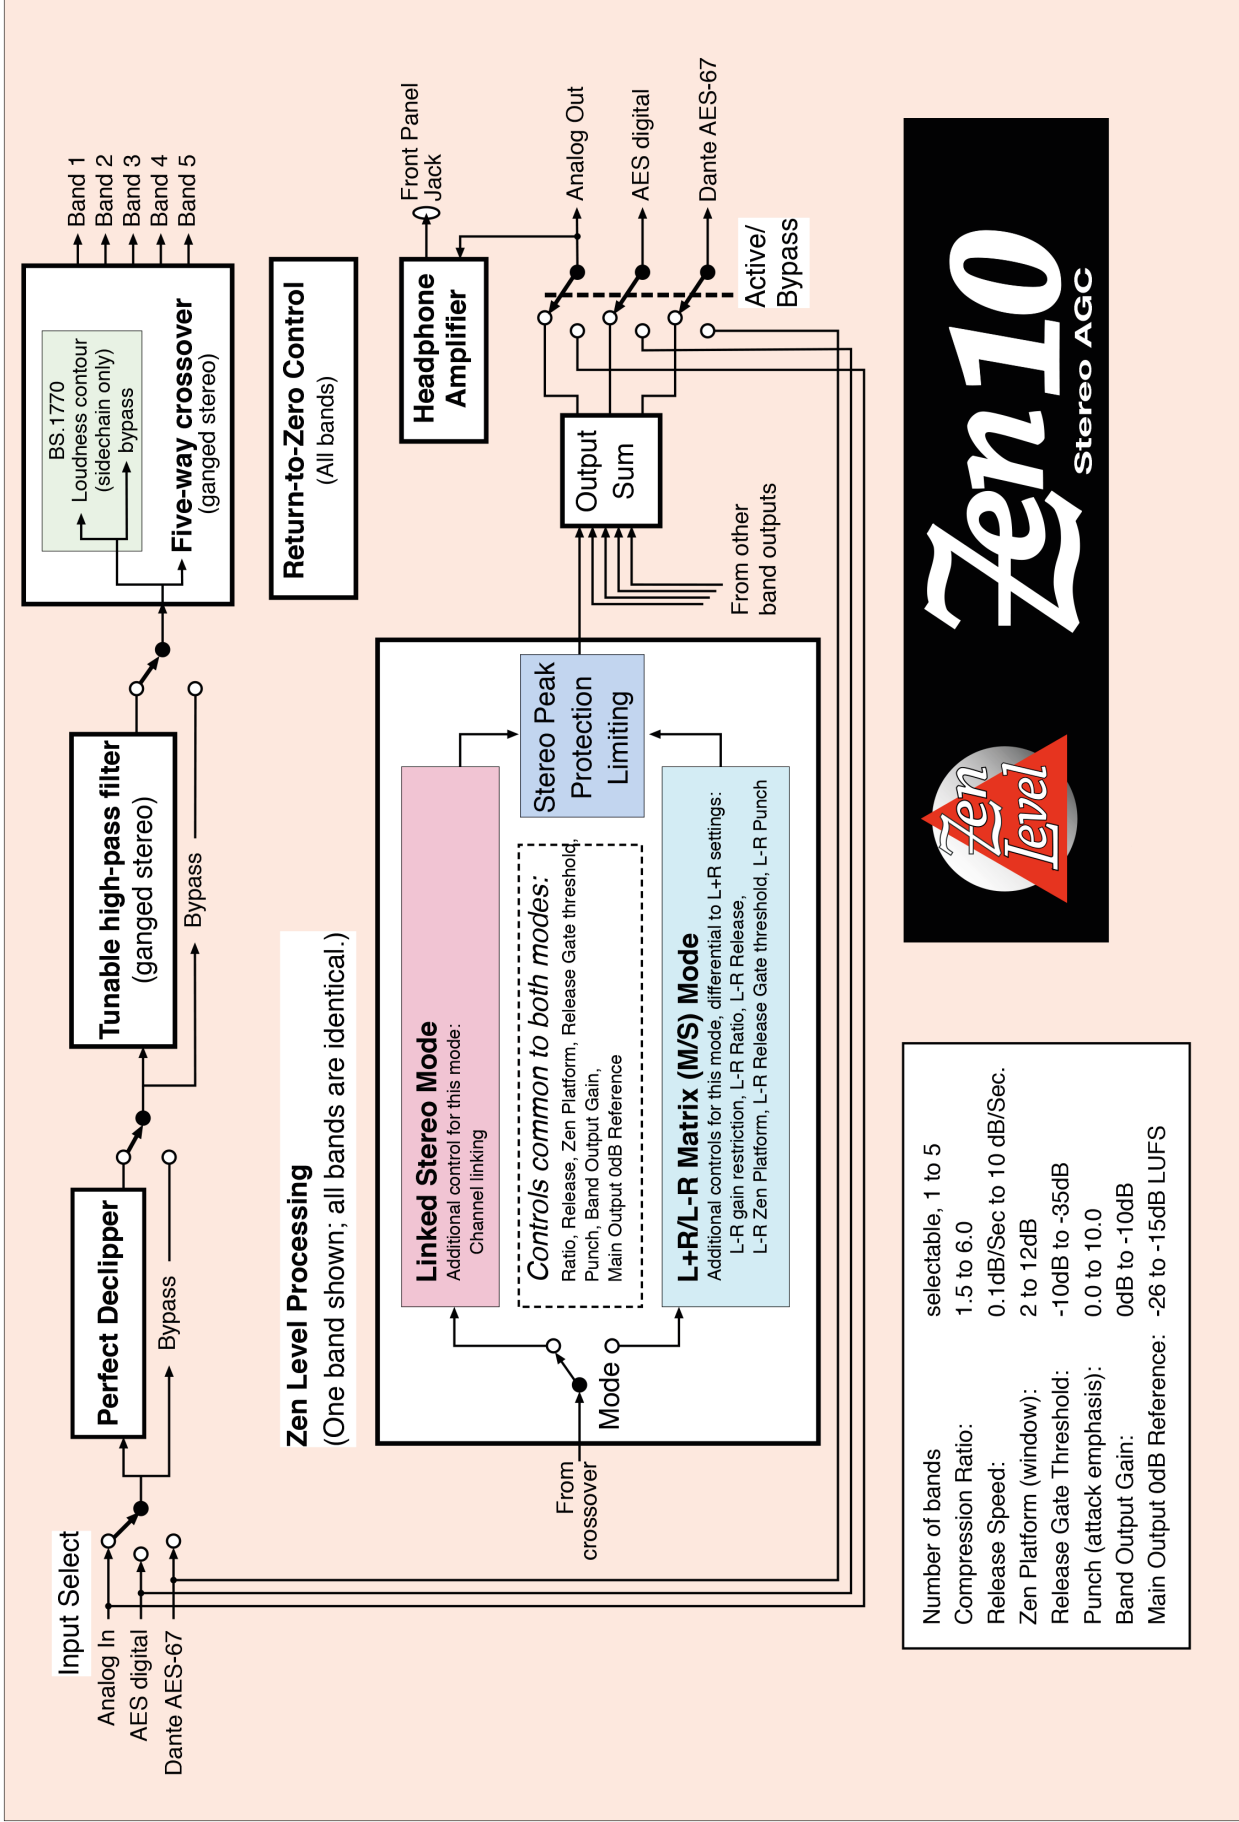 Input Select
Analog In
AES digital
Dante AES-67
Perfect Declipper
Bypass
Tunable high-pass filter
(ganged stereo)
Bypass
BS.1770
Loudness contour
(sidechain only)
bypass
Five-way crossover
(ganged stereo)
Band 1
Band 2
Band 3
Band 4
Band 5
Zen Level Processing
(One band shown; all bands are identical.)
Return-to-Zero Control
(All bands)
From
crossover
Mode
Linked Stereo Mode
Additional control for this mode:
Channel linking
Controls common to both modes:
Ratio, Release, Zen Platform, Release Gate threshold,
Punch, Band Output Gain,
Main Output 0dB Reference
L+R/L-R Matrix (M/S) Mode
Additional controls for this mode, differential to L+R settings:
L-R gain restriction, L-R Ratio, L-R Release,
L-R Zen Platform, L-R Release Gate threshold, L-R Punch
Stereo Peak
Protection
Limiting
From other
band outputs
Output
Sum
Headphone
Amplifier
Front Panel
Jack
Analog Out
AES digital
Dante AES-67
Active/
Bypass
Number of bands selectable, 1 to 5
Compression Ratio: 1.5 to 6.0
Release Speed: 0.1dB/Sec to 10 dB/Sec.
Zen Platform (window): 2 to 12dB
Release Gate Threshold: -10dB to -35dB
Punch (attack emphasis): 0.0 to 10.0
Band Output Gain: 0dB to -10dB
Main Output 0dB Reference: -26 to -15dB LUFS
Zen
Level
Zen10
Stereo AGC